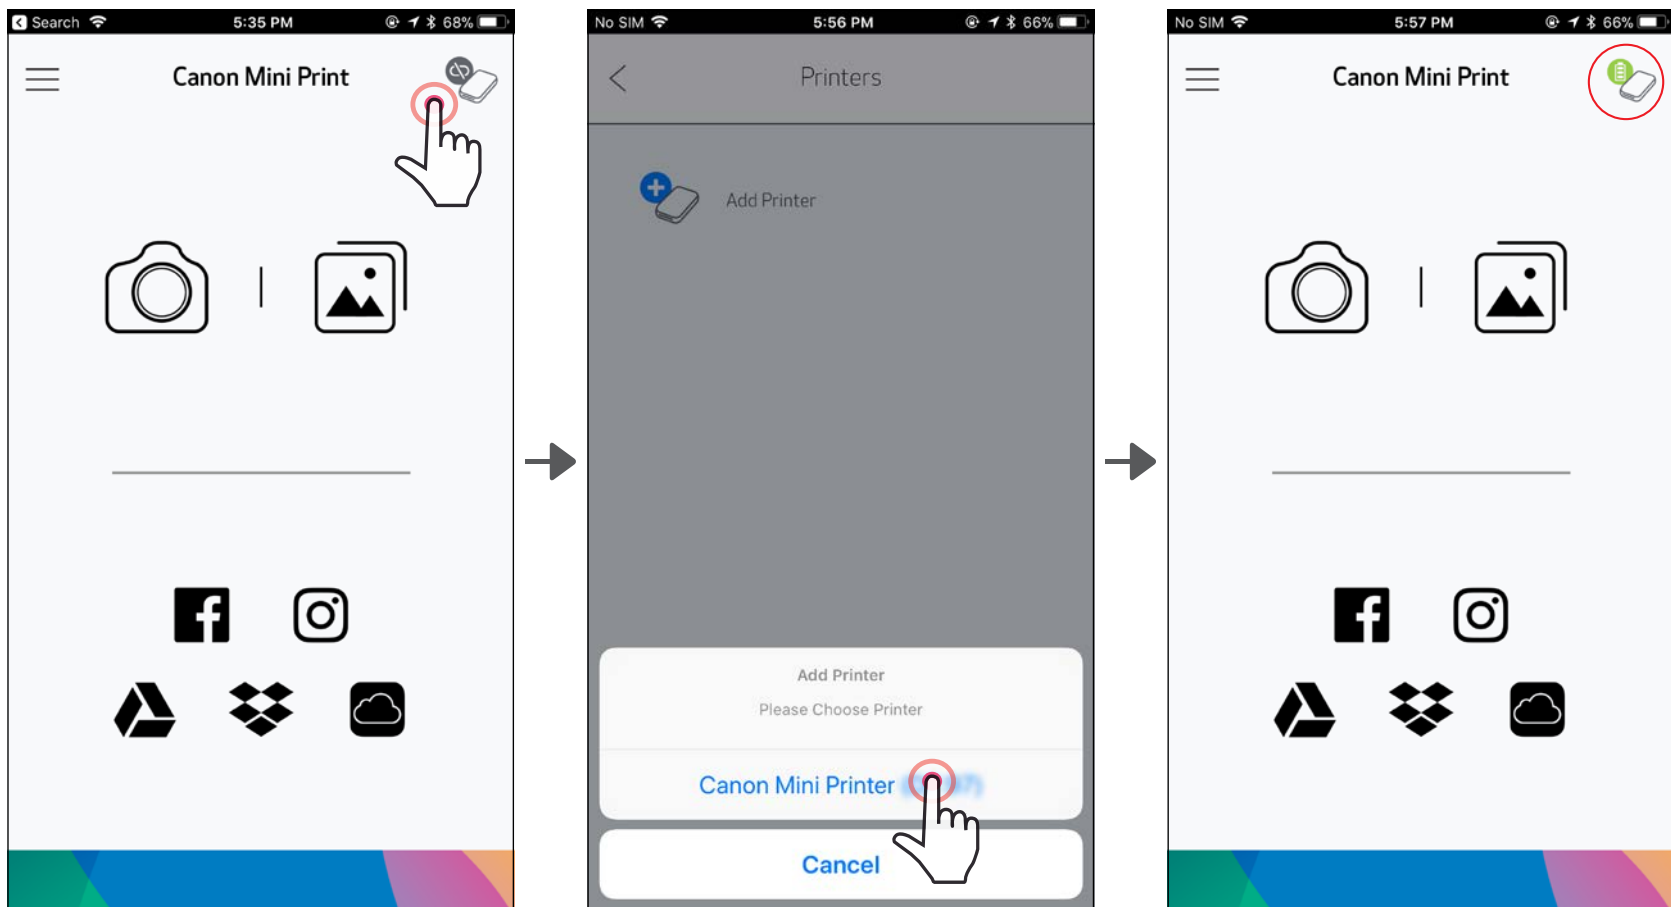 Search 5:35 PM 68%
Canon Mini Print
No SIM 5:56 PM 66%
Printers
Add Printer
Add Printer
Please Choose Printer
Canon Mini Printer
Cancel
No SIM 5:57 PM 66%
Canon Mini Print